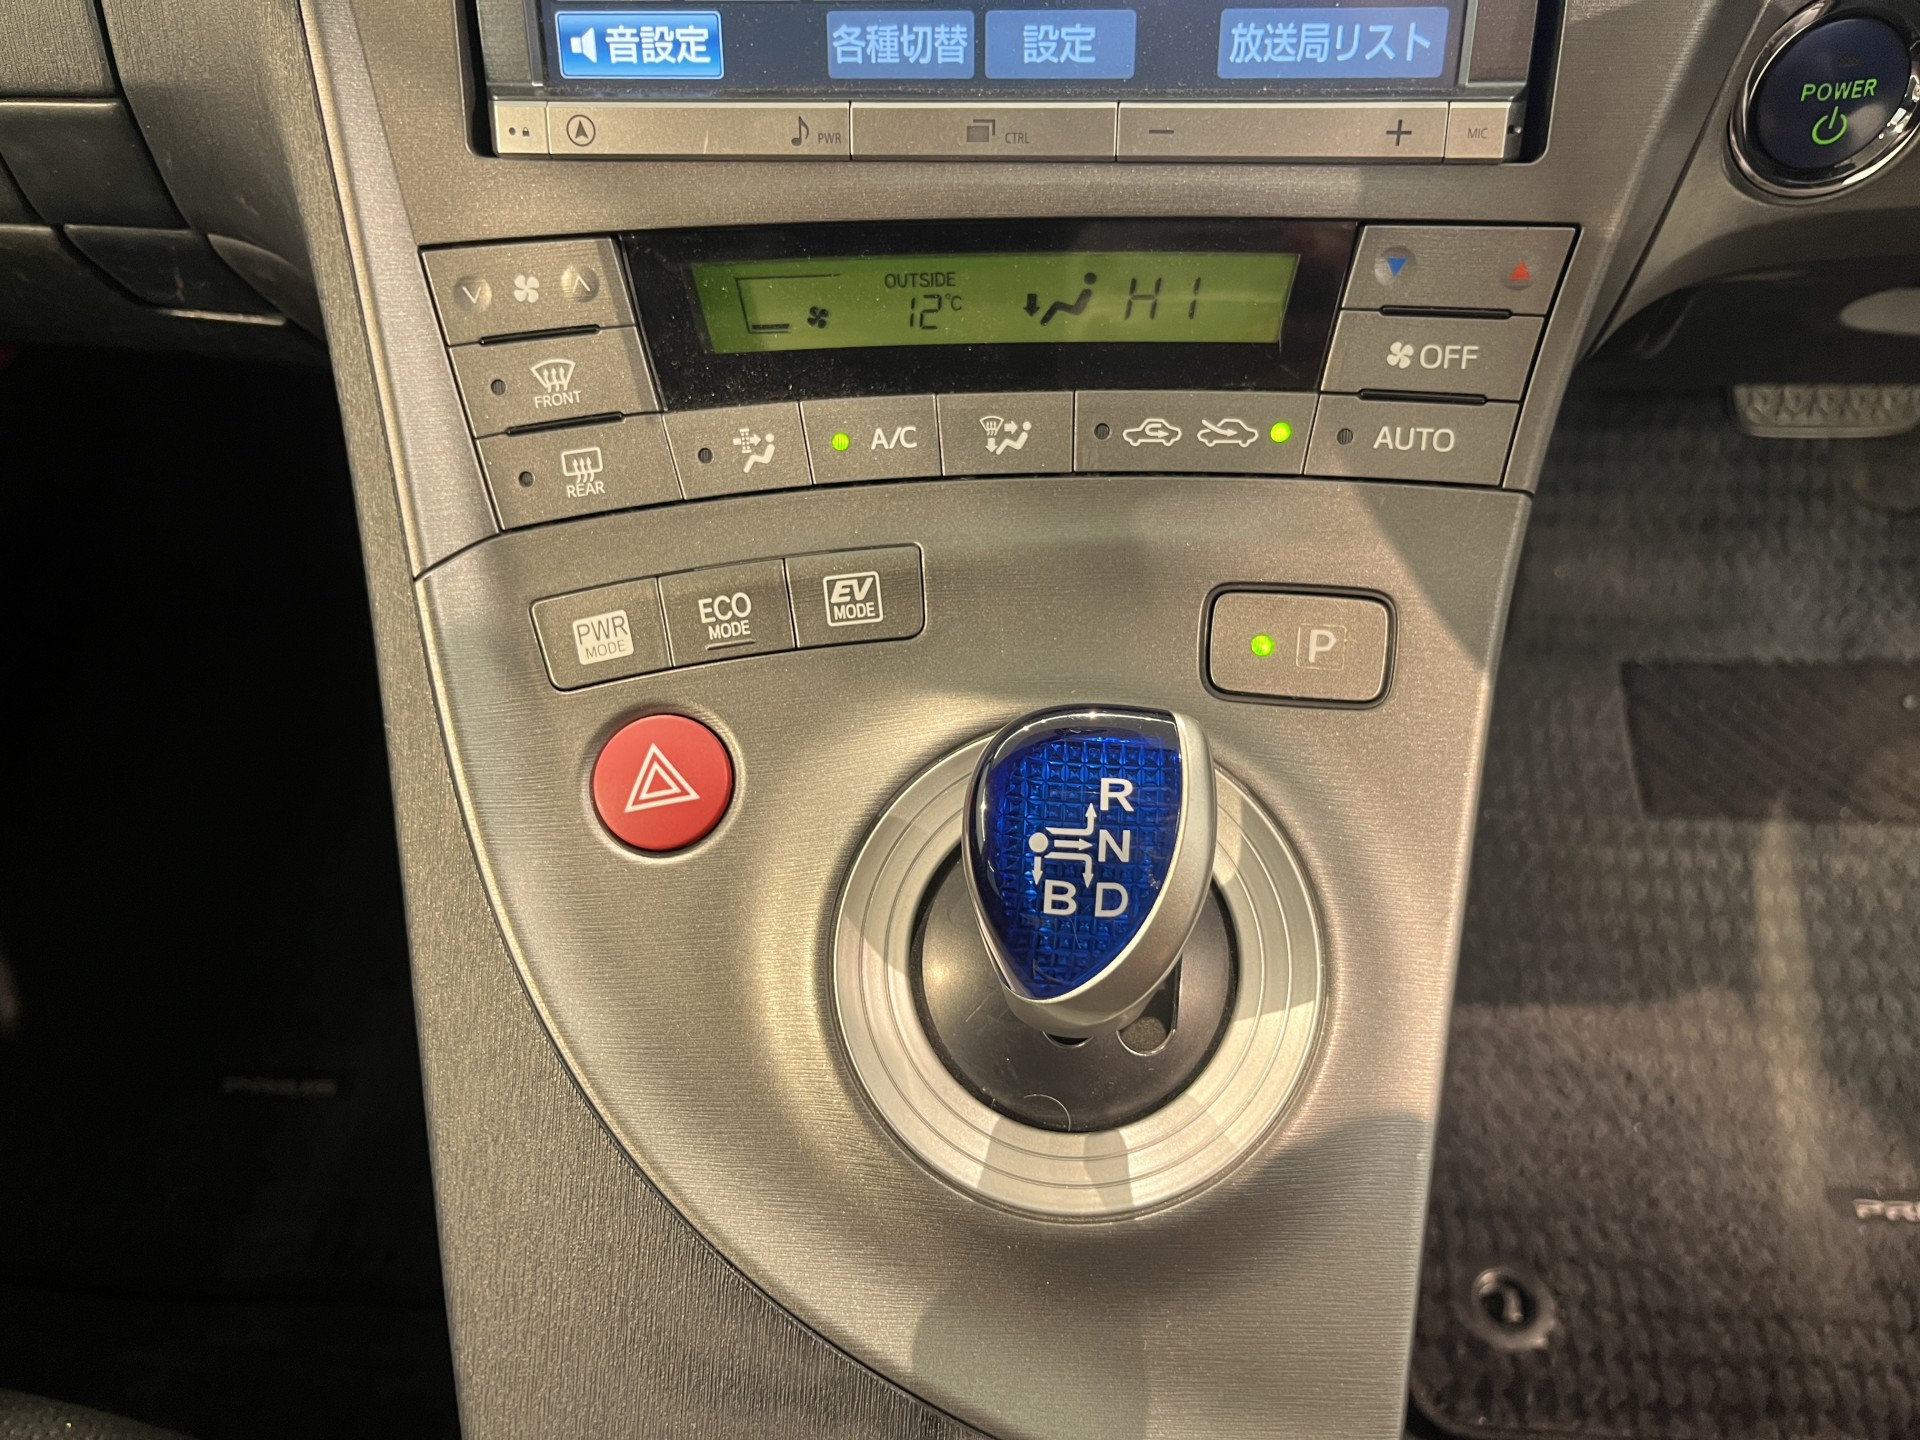 音設定 各種切替 設定 放送局リスト
PWR CTRL − + MIC
POWER
OUTSIDE
12°C HI
OFF
FRONT
A/C AUTO
REAR
PWR MODE
ECO MODE
EV MODE
P
R
N
B D
PRIUS